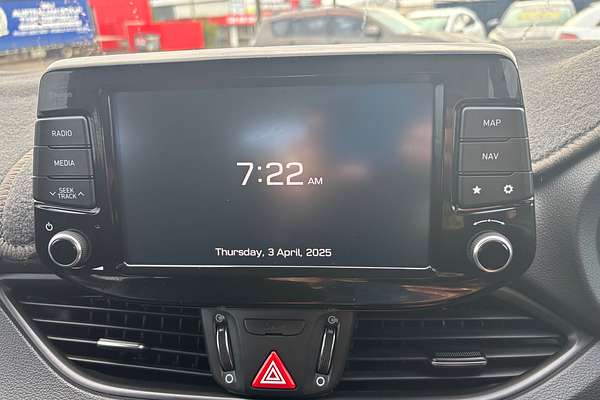 RADIO
MEDIA
SEEK
TRACK
7:22 AM
Thursday, 3 April, 2025
MAP
NAV